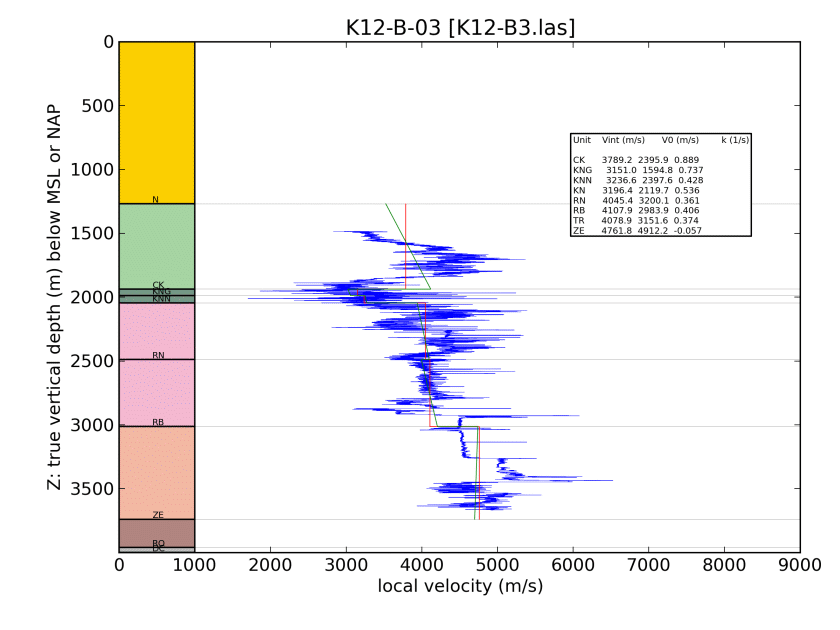 K12-B-03 [K12-B3.las]
Z: true vertical depth (m) below MSL or NAP
0
500
1000
1500
2000
2500
3000
3500
N
CK
KNG
KNN
RN
RB
ZE
RO
DC
Unit Vint (m/s) V0 (m/s) k (1/s)
CK 3789.2 2395.9 0.889
KNG 3151.0 1594.8 0.737
KNN 3236.6 2397.6 0.428
KN 3196.4 2119.7 0.536
RN 4045.4 3200.1 0.361
RB 4107.9 2983.9 0.406
TR 4078.9 3151.6 0.374
ZE 4761.8 4912.2 -0.057
0 1000 2000 3000 4000 5000 6000 7000 8000 9000
local velocity (m/s)